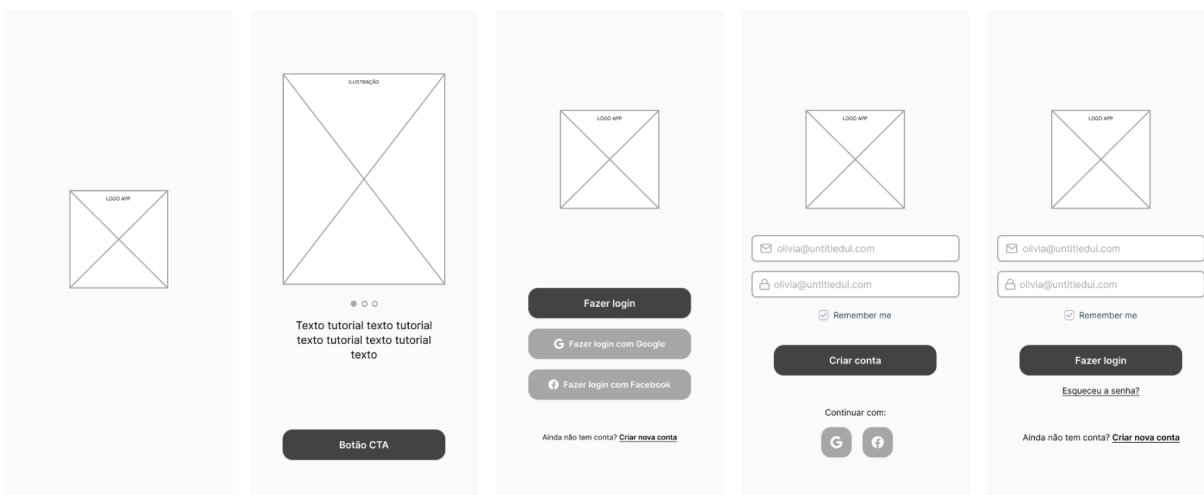 LOGO APP
ILUSTRAÇÃO
Texto tutorial texto tutorial
texto tutorial texto tutorial
texto
Botão CTA
LOGO APP
Fazer login
Fazer login com Google
Fazer login com Facebook
Ainda não tem conta? Criar nova conta
LOGO APP
olivia@untitledui.com
olivia@untitledui.com
Remember me
Criar conta
Continuar com:
LOGO APP
olivia@untitledui.com
olivia@untitledui.com
Remember me
Fazer login
Esqueceu a senha?
Ainda não tem conta? Criar nova conta